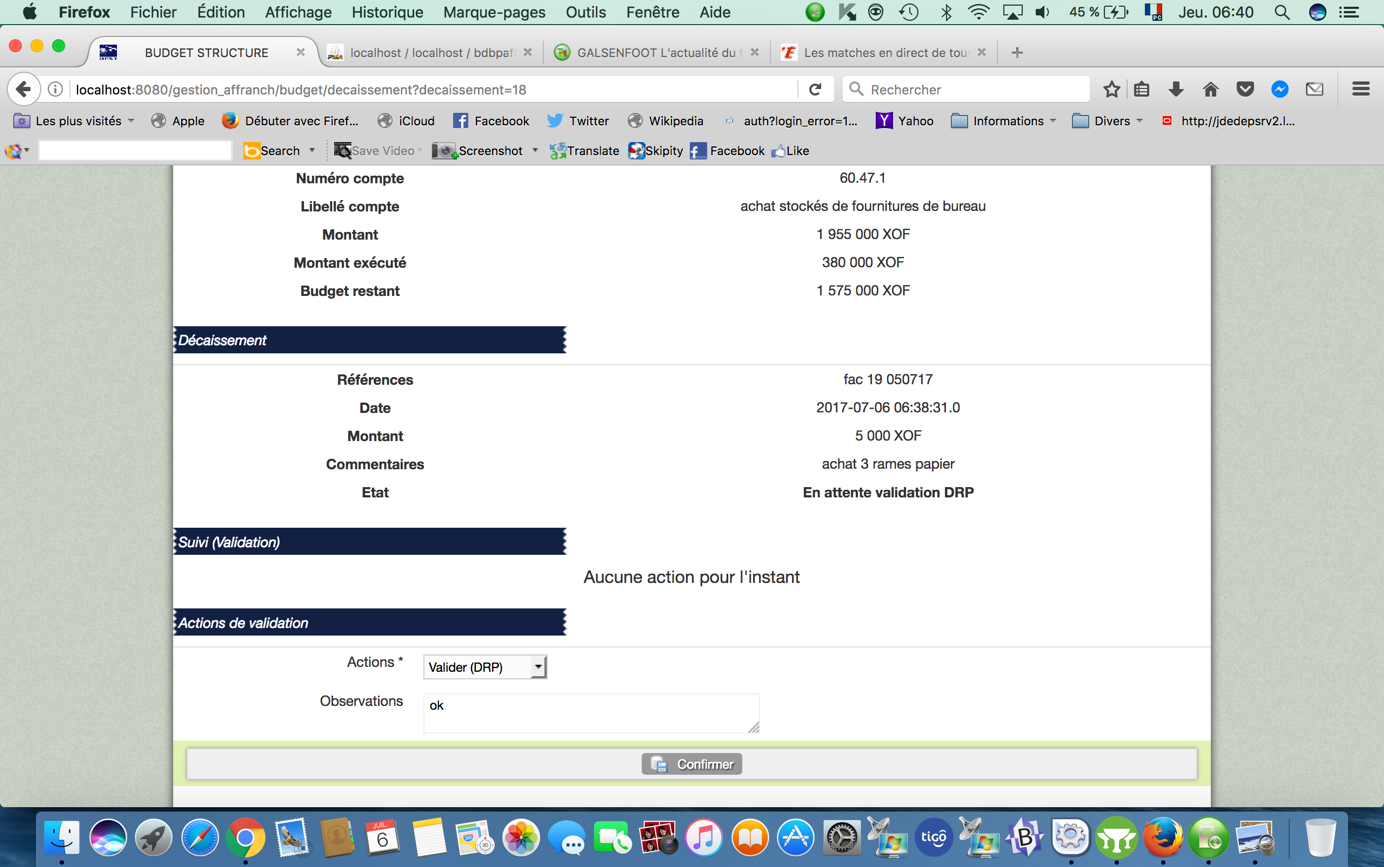 Firefox Fichier Édition Affichage Historique Marque-pages Outils Fenêtre Aide 45 % Jeu. 06:40
BUDGET STRUCTURE localhost / localhost / bdbpaf GALSENFOOT L'actualité du f Les matches en direct de tou
localhost:8080/gestion_affranch/budget/decaissement?decaissement=18 Rechercher
Les plus visités Apple Débuter avec Firef... iCloud Facebook Twitter Wikipedia auth?login_error=1... Yahoo Informations Divers http://jdedepsrv2.l...
Search Save Video Screenshot Translate Skipity Facebook Like
Numéro compte 60.47.1
Libellé compte achat stockés de fournitures de bureau
Montant 1 955 000 XOF
Montant exécuté 380 000 XOF
Budget restant 1 575 000 XOF
Décaissement
Références fac 19 050717
Date 2017-07-06 06:38:31.0
Montant 5 000 XOF
Commentaires achat 3 rames papier
Etat En attente validation DRP
Suivi (Validation)
Aucune action pour l'instant
Actions de validation
Actions * Valider (DRP)
Observations ok
Confirmer
JUIL. 6 3D tigo B